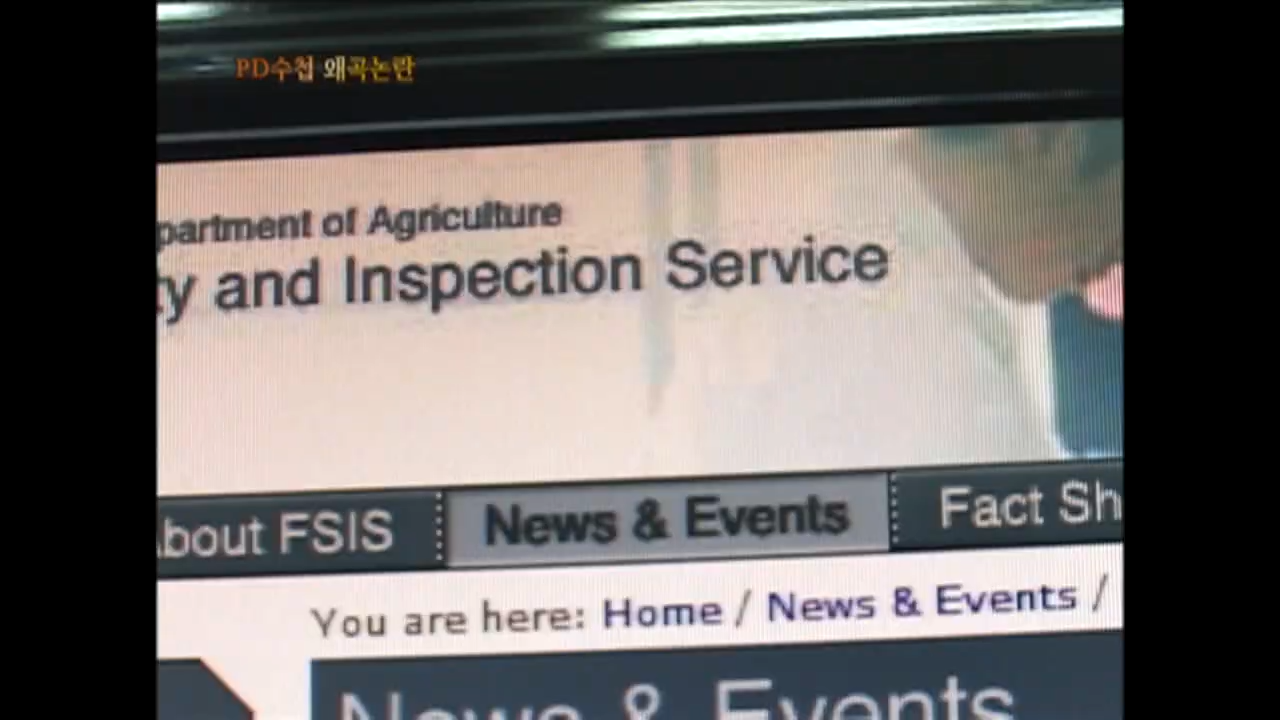 PD수첩 왜곡논란
partment of Agriculture
ty and Inspection Service
About FSIS
News & Events
Fact Sh
You are here: Home / News & Events /
News & Events